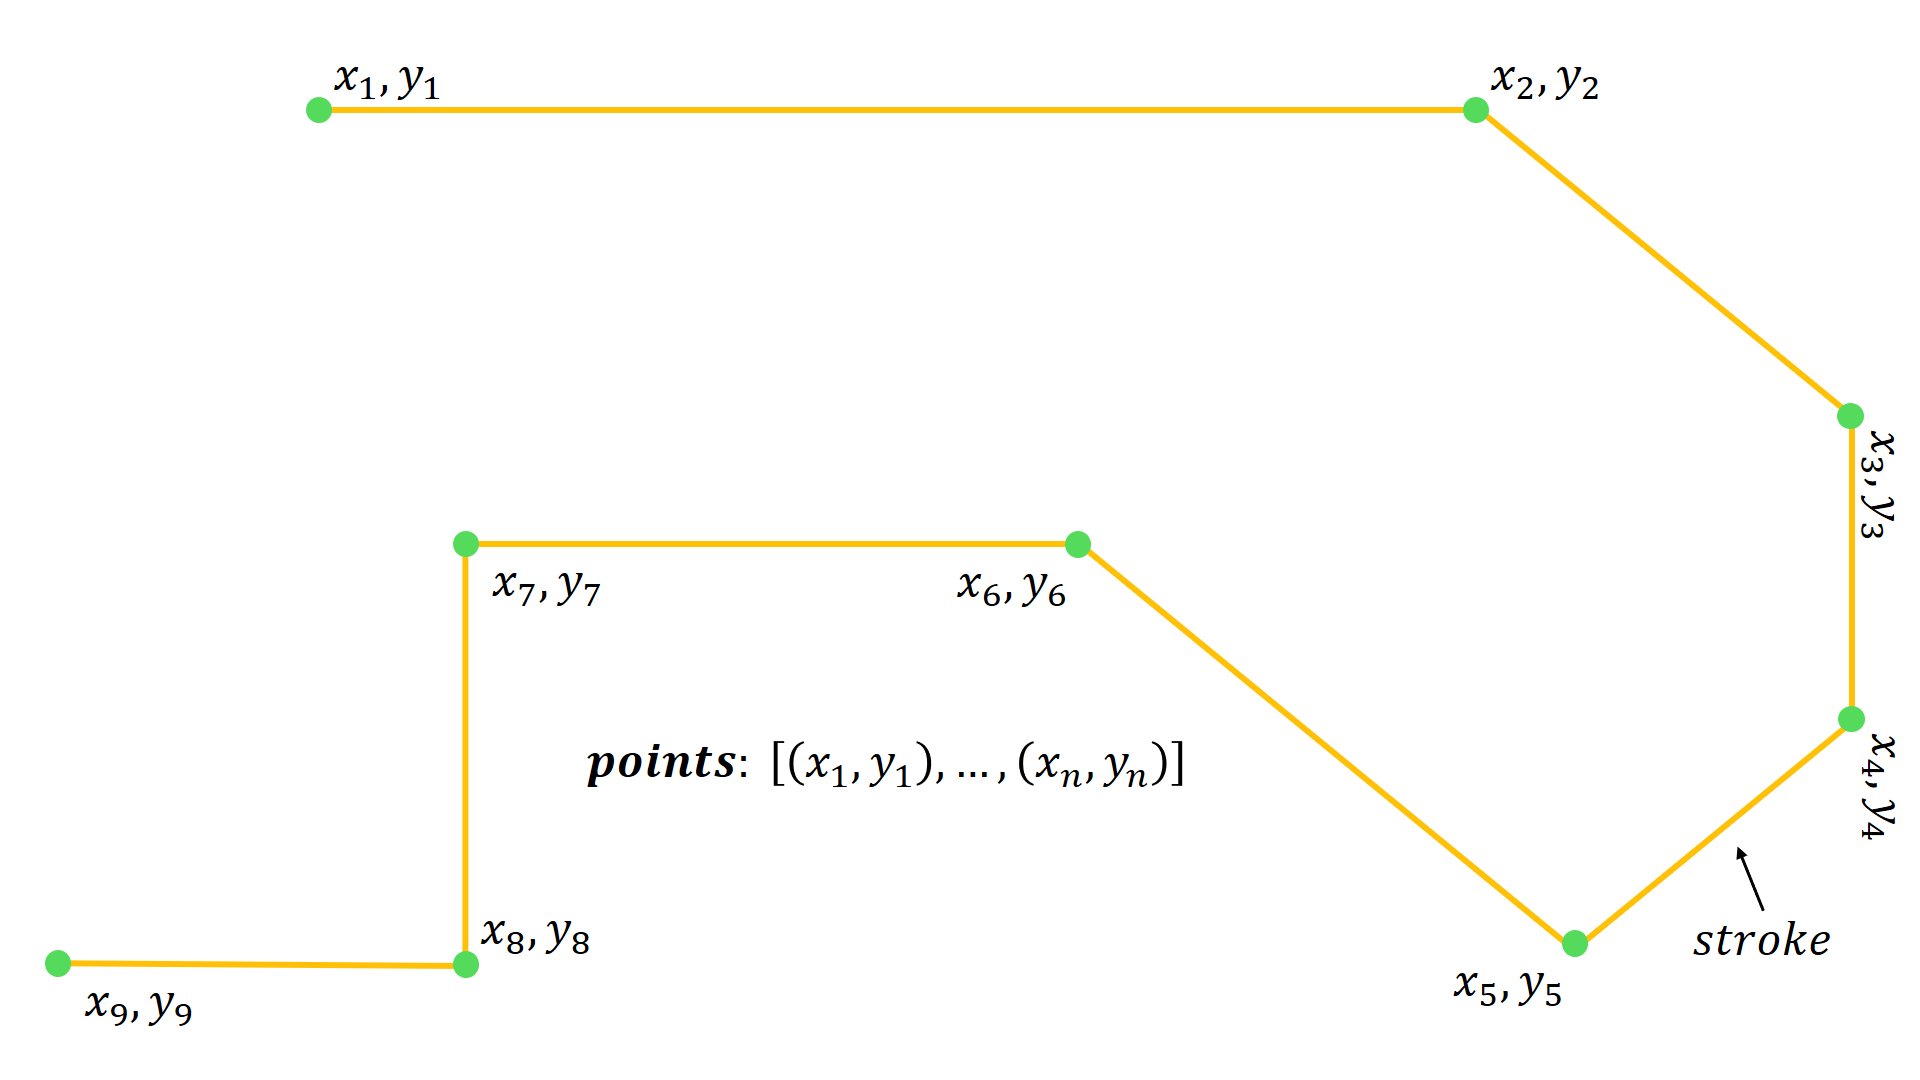 x₁, y₁
x₂, y₂
x₃, y₃
x₇, y₇
x₆, y₆
points: [(x₁, y₁), … , (xₙ, yₙ)]
x₄, y₄
x₈, y₈
stroke
x₅, y₅
x₉, y₉